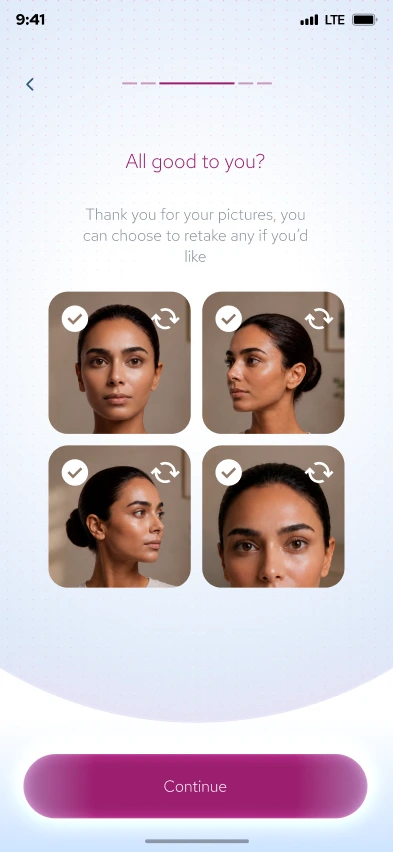 9:41
LTE
All good to you?
Thank you for your pictures, you
can choose to retake any if you'd
like
Continue